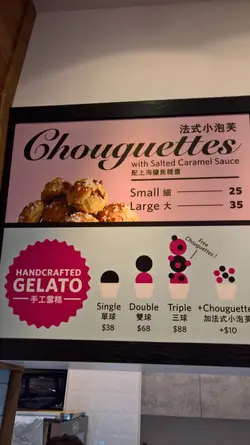 法式小泡芙
Chouguettes
with Salted Caramel Sauce
配上海鹽焦糖醬
Small 細 25
Large 大 35
HANDCRAFTED
GELATO
手工雪糕
Free
Chouguettes!
Single
單球
$38
Double
雙球
$68
Triple
三球
$88
+Chouguettes
加法式小泡芙
+$10